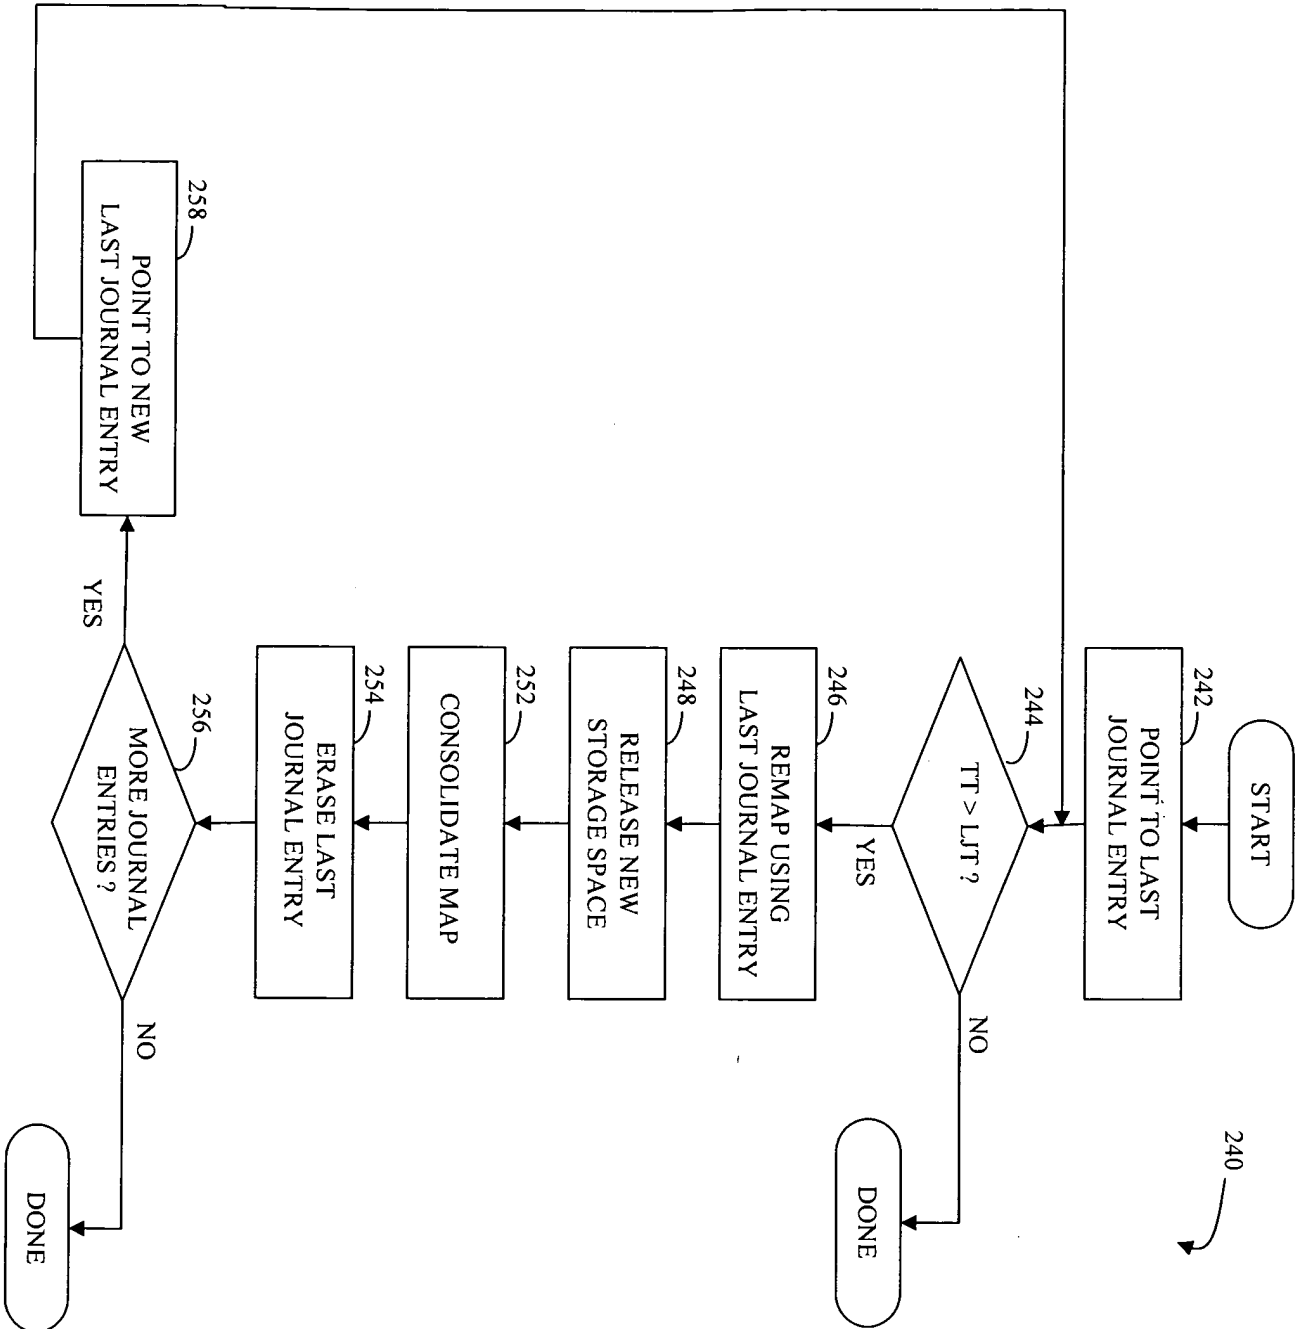 240
START
242
POINT TO LAST
JOURNAL ENTRY
244
TT > LJT ?
NO
DONE
YES
246
REMAP USING
LAST JOURNAL ENTRY
248
RELEASE NEW
STORAGE SPACE
252
CONSOLIDATE MAP
254
ERASE LAST
JOURNAL ENTRY
256
MORE JOURNAL
ENTRIES ?
NO
DONE
YES
258
POINT TO NEW
LAST JOURNAL ENTRY